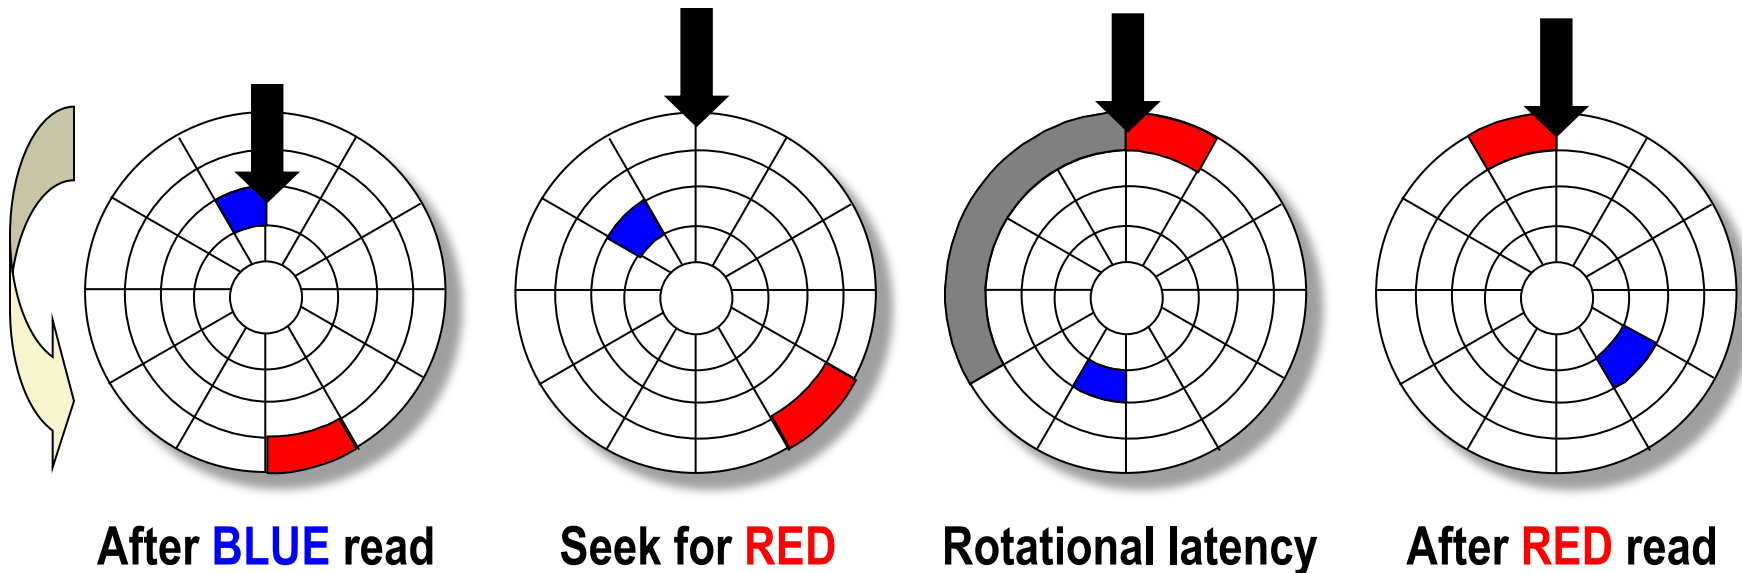 After BLUE read
Seek for RED
Rotational latency
After RED read